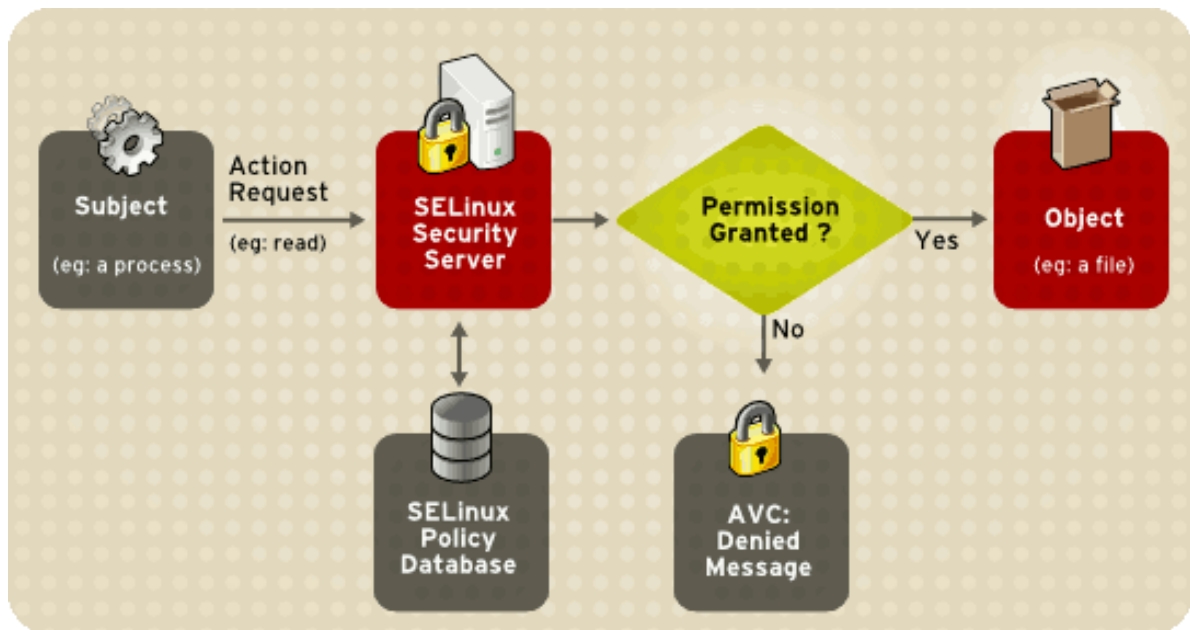 Subject
(eg: a process)
Action
Request
(eg: read)
SELinux
Security
Server
Permission
Granted ?
Yes
Object
(eg: a file)
No
SELinux
Policy
Database
AVC:
Denied
Message